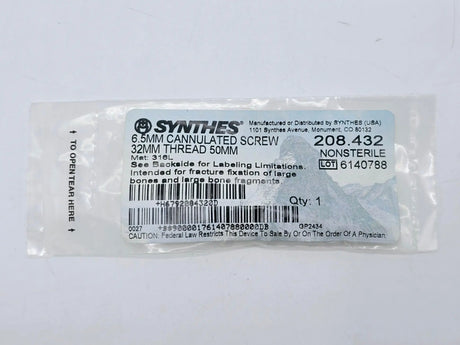 SYNTHES®
Manufactured or Distributed by SYNTHES (USA)
1101 Synthes Avenue, Monument, CO 80132
6.5MM CANNULATED SCREW
32MM THREAD 50MM
208.432
NONSTERILE
LOT 6140788
Mat: 316L
See Backside for Labeling Limitations.
Intended for fracture fixation of large
bones and large bone fragments.
+H6792084320D
Qty: 1
0027
GP2434
CAUTION: Federal Law Restricts This Device To Sale By or On The Order Of A Physician.
↑ TO OPEN TEAR HERE ↑